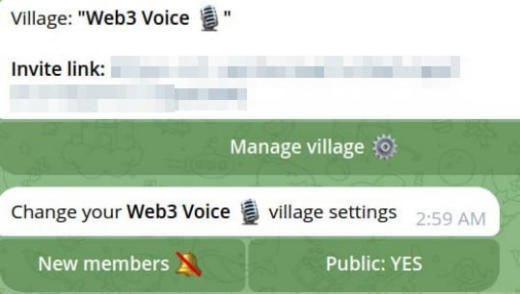 Village: "Web3 Voice 🎙️"
Invite link:
Manage village ⚙️
Change your Web3 Voice 🎙️ village settings 2:59 AM
New members 🔕
Public: YES